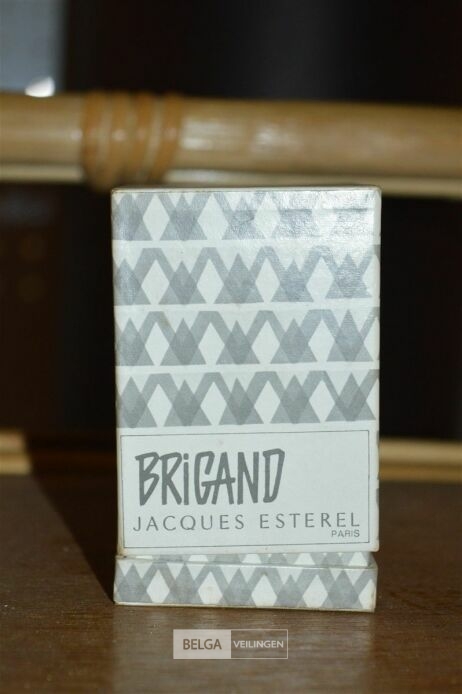 BRiGAND
JACQUES ESTEREL
PARIS
BELGA VEILINGEN